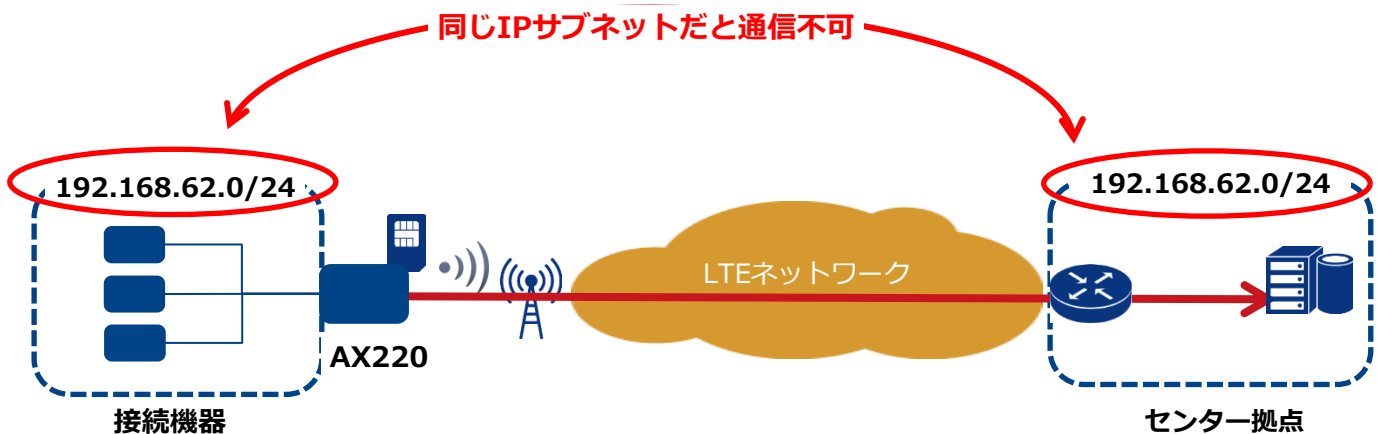 同じIPサブネットだと通信不可
192.168.62.0/24
192.168.62.0/24
LTEネットワーク
AX220
接続機器
センター拠点